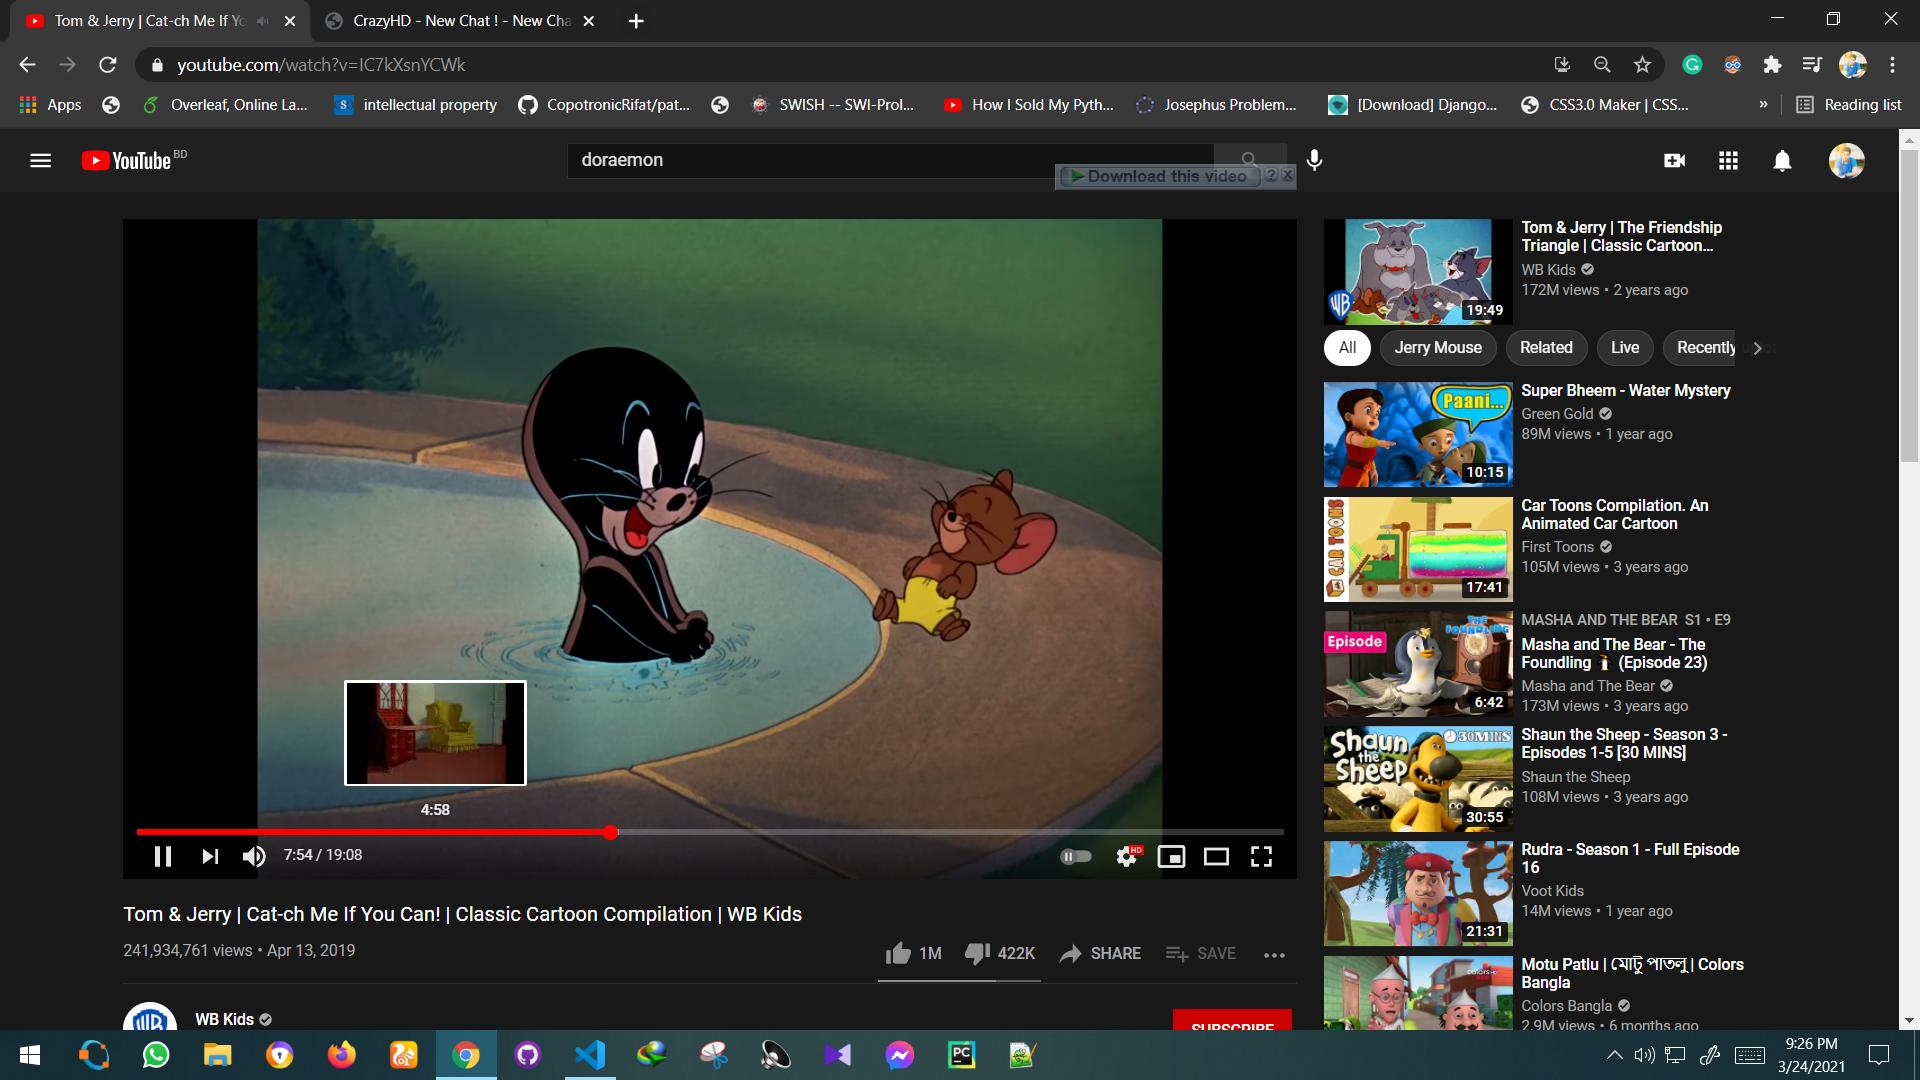 Tom & Jerry | Cat-ch Me If Yo
CrazyHD - New Chat ! - New Cha
youtube.com/watch?v=IC7kXsnYCWk
Apps
Overleaf, Online La...
intellectual property
CopotronicRifat/pat...
SWISH -- SWI-Prol...
How I Sold My Pyth...
Josephus Problem...
[Download] Django...
CSS3.0 Maker | CSS...
»
Reading list
YouTube BD
doraemon
Download this video ? X
Tom & Jerry | The Friendship
Triangle | Classic Cartoon...
WB Kids
172M views • 2 years ago
WB
19:49
All
Jerry Mouse
Related
Live
Recently
Super Bheem - Water Mystery
Green Gold
89M views • 1 year ago
Paani...
10:15
Car Toons Compilation. An
Animated Car Cartoon
First Toons
105M views • 3 years ago
CAR TOONS
17:41
MASHA AND THE BEAR S1 • E9
Masha and The Bear - The
Foundling (Episode 23)
Masha and The Bear
173M views • 3 years ago
Episode
THE FOUNDLING
6:42
Shaun the Sheep - Season 3 -
Episodes 1-5 [30 MINS]
Shaun the Sheep
108M views • 3 years ago
Shaun
the
Sheep
30MINS
30:55
Rudra - Season 1 - Full Episode
16
Voot Kids
14M views • 1 year ago
21:31
Motu Patlu | মোটু পাতলু | Colors
Bangla
Colors Bangla
2.9M views • 6 months ago
4:58
7:54 / 19:08
HD
Tom & Jerry | Cat-ch Me If You Can! | Classic Cartoon Compilation | WB Kids
241,934,761 views • Apr 13, 2019
1M
422K
SHARE
SAVE
WB
WB Kids
SUBSCRIBE
PC
9:26 PM
3/24/2021